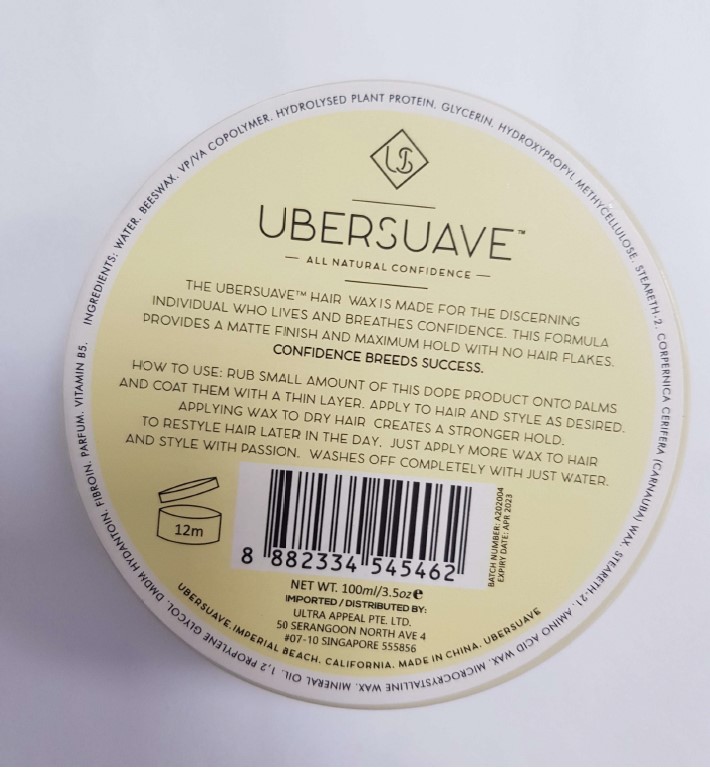 US
UBERSUAVE™
— ALL NATURAL CONFIDENCE —
THE UBERSUAVE™ HAIR WAX IS MADE FOR THE DISCERNING
INDIVIDUAL WHO LIVES AND BREATHES CONFIDENCE. THIS FORMULA
PROVIDES A MATTE FINISH AND MAXIMUM HOLD WITH NO HAIR FLAKES.
CONFIDENCE BREEDS SUCCESS.
HOW TO USE: RUB SMALL AMOUNT OF THIS DOPE PRODUCT ONTO PALMS
AND COAT THEM WITH A THIN LAYER. APPLY TO HAIR AND STYLE AS DESIRED.
APPLYING WAX TO DRY HAIR CREATES A STRONGER HOLD.
TO RESTYLE HAIR LATER IN THE DAY, JUST APPLY MORE WAX TO HAIR
AND STYLE WITH PASSION. WASHES OFF COMPLETELY WITH JUST WATER.
12m
8 882334 545462
BATCH NUMBER: A202004
EXPIRY DATE: APR 2023
NET WT. 100ml/3.5oz ℮
IMPORTED / DISTRIBUTED BY:
ULTRA APPEAL PTE. LTD.
50 SERANGOON NORTH AVE 4
#07-10 SINGAPORE 555856
UBERSUAVE. IMPERIAL BEACH. CALIFORNIA. MADE IN CHINA. UBERSUAVE
INGREDIENTS: WATER. BEESWAX. VP/VA COPOLYMER. HYDROLYSED PLANT PROTEIN. GLYCERIN. HYDROXYPROPYL METHYCELLULOSE. STEARETH-2. CORPERNICA CERIFERA (CARNAUBA) WAX. STEARETH-21. AMINO ACID WAX. MICROCRYSTALLINE WAX. MINERAL OIL. 1,2 PROPYLENE GLYCOL. DMDM HYDANTOIN. FIBROIN. PARFUM. VITAMIN B5.